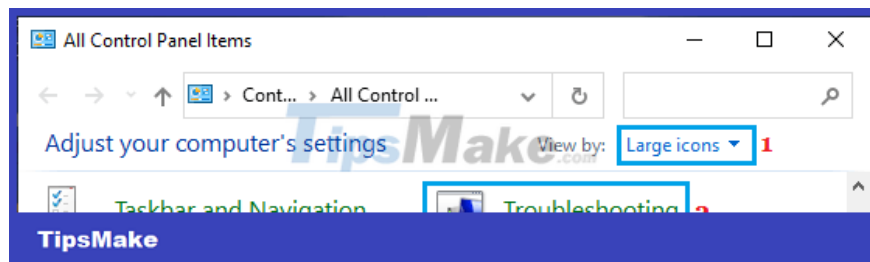 All Control Panel Items
Cont... > All Control ...
TipsMake.com
Adjust your computer's settings View by: Large icons 1
Taskbar and Navigation Troubleshooting 2
TipsMake